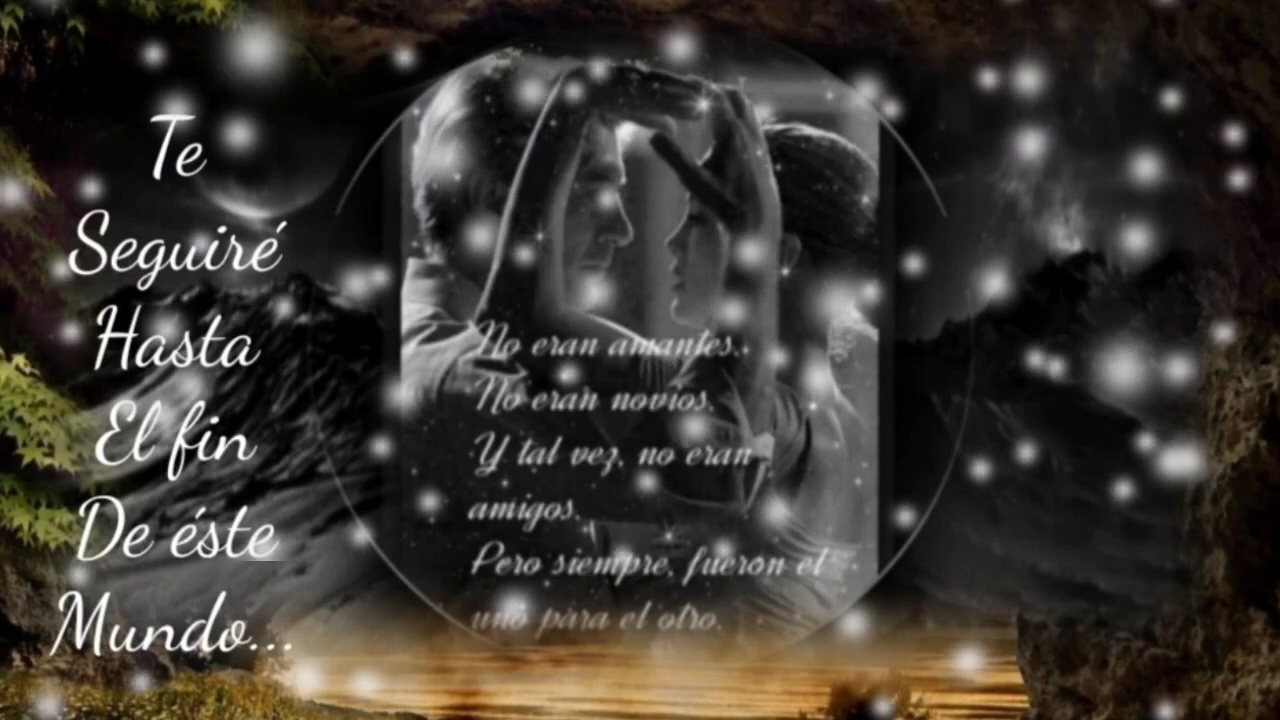 Te
Seguiré
Hasta
El fin
De éste
Mundo...
No eran amantes.
No eran novios.
Y tal vez, no eran
amigos.
Pero siempre, fueron el
uno para el otro.